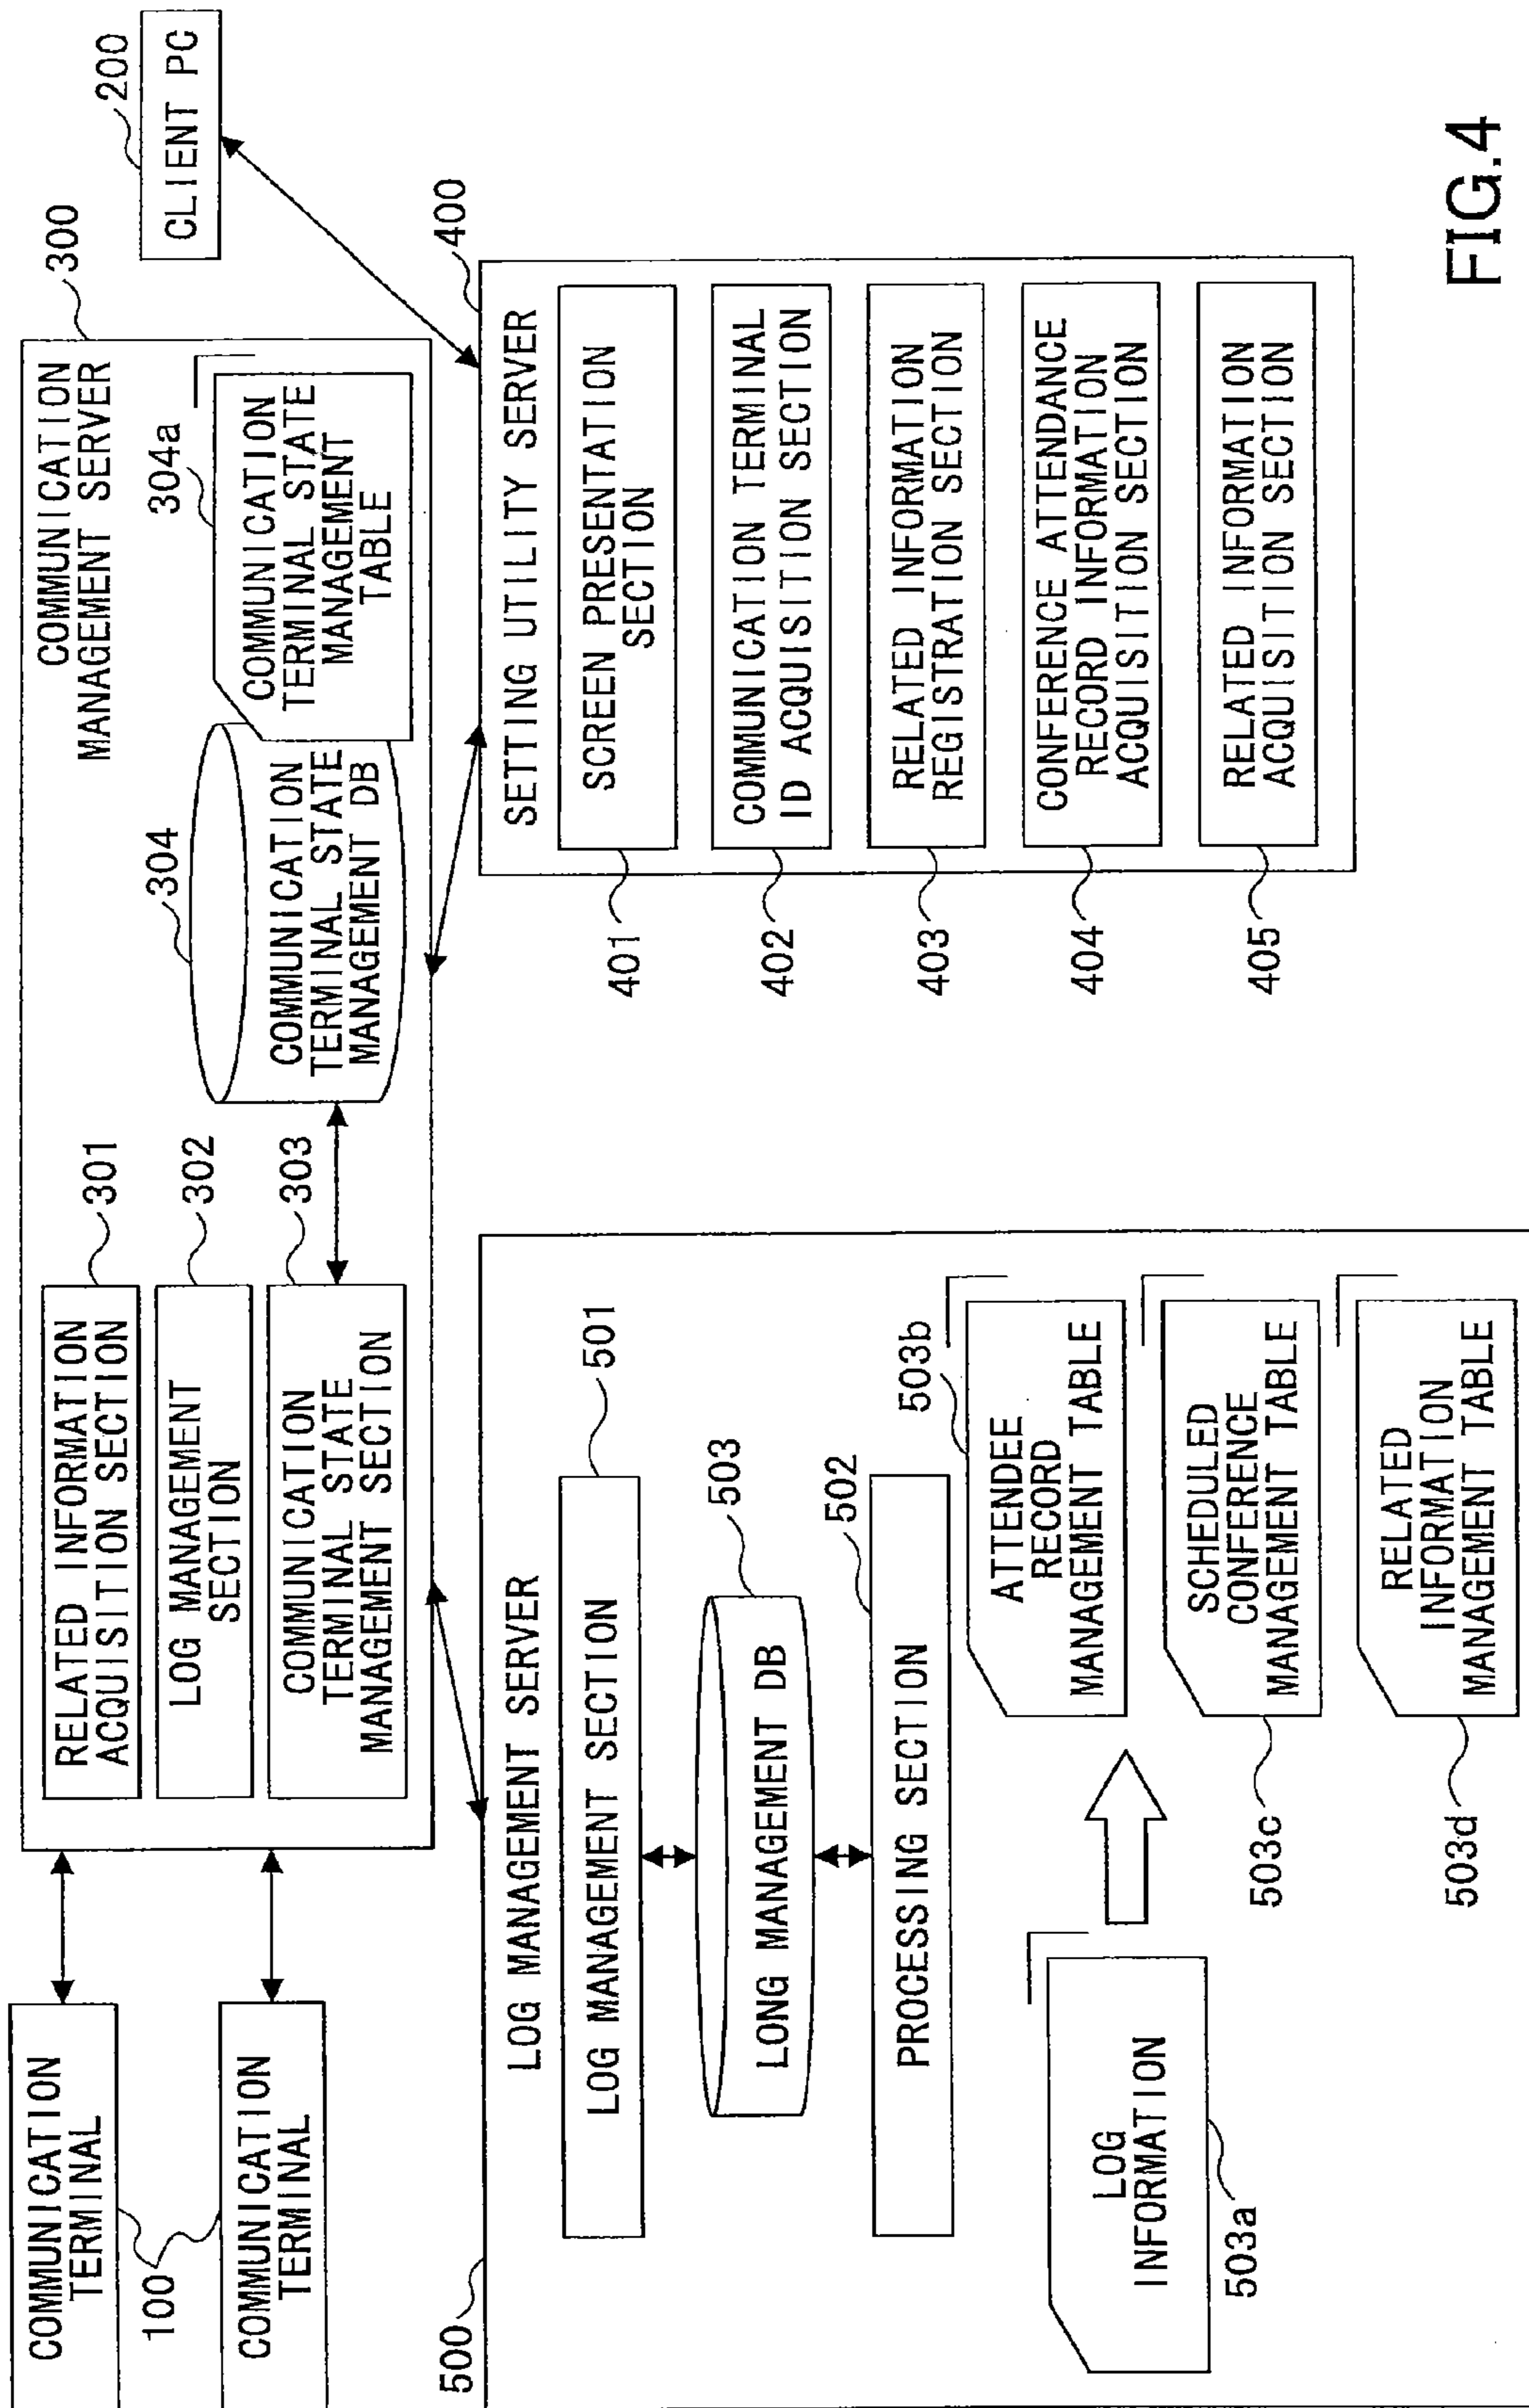 COMMUNICATION
TERMINAL
100
COMMUNICATION
TERMINAL
COMMUNICATION
MANAGEMENT SERVER
300
RELATED INFORMATION
ACQUISITION SECTION
301
LOG MANAGEMENT
SECTION
302
COMMUNICATION
TERMINAL STATE
MANAGEMENT SECTION
303
304
COMMUNICATION
TERMINAL STATE
MANAGEMENT DB
304a
COMMUNICATION
TERMINAL STATE
MANAGEMENT
TABLE
200
CLIENT PC
500
LOG MANAGEMENT SERVER
LOG MANAGEMENT SECTION
501
LONG MANAGEMENT DB
503
PROCESSING SECTION
502
LOG
INFORMATION
503a
503b
ATTENDEE
RECORD
MANAGEMENT TABLE
SCHEDULED
CONFERENCE
MANAGEMENT TABLE
503c
RELATED
INFORMATION
MANAGEMENT TABLE
503d
400
SETTING UTILITY SERVER
SCREEN PRESENTATION
SECTION
401
COMMUNICATION TERMINAL
ID ACQUISITION SECTION
402
RELATED INFORMATION
REGISTRATION SECTION
403
CONFERENCE ATTENDANCE
RECORD INFORMATION
ACQUISITION SECTION
404
RELATED INFORMATION
ACQUISITION SECTION
405
FIG.4